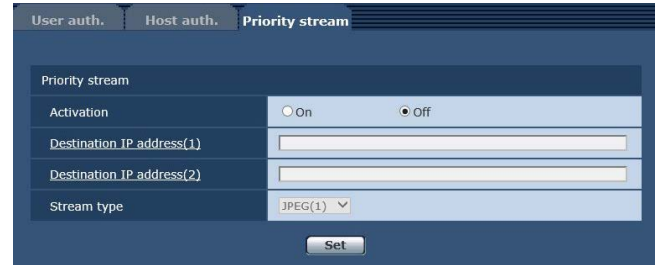 User auth. Host auth. Priority stream
Priority stream
Activation On Off
Destination IP address(1)
Destination IP address(2)
Stream type JPEG(1)
Set